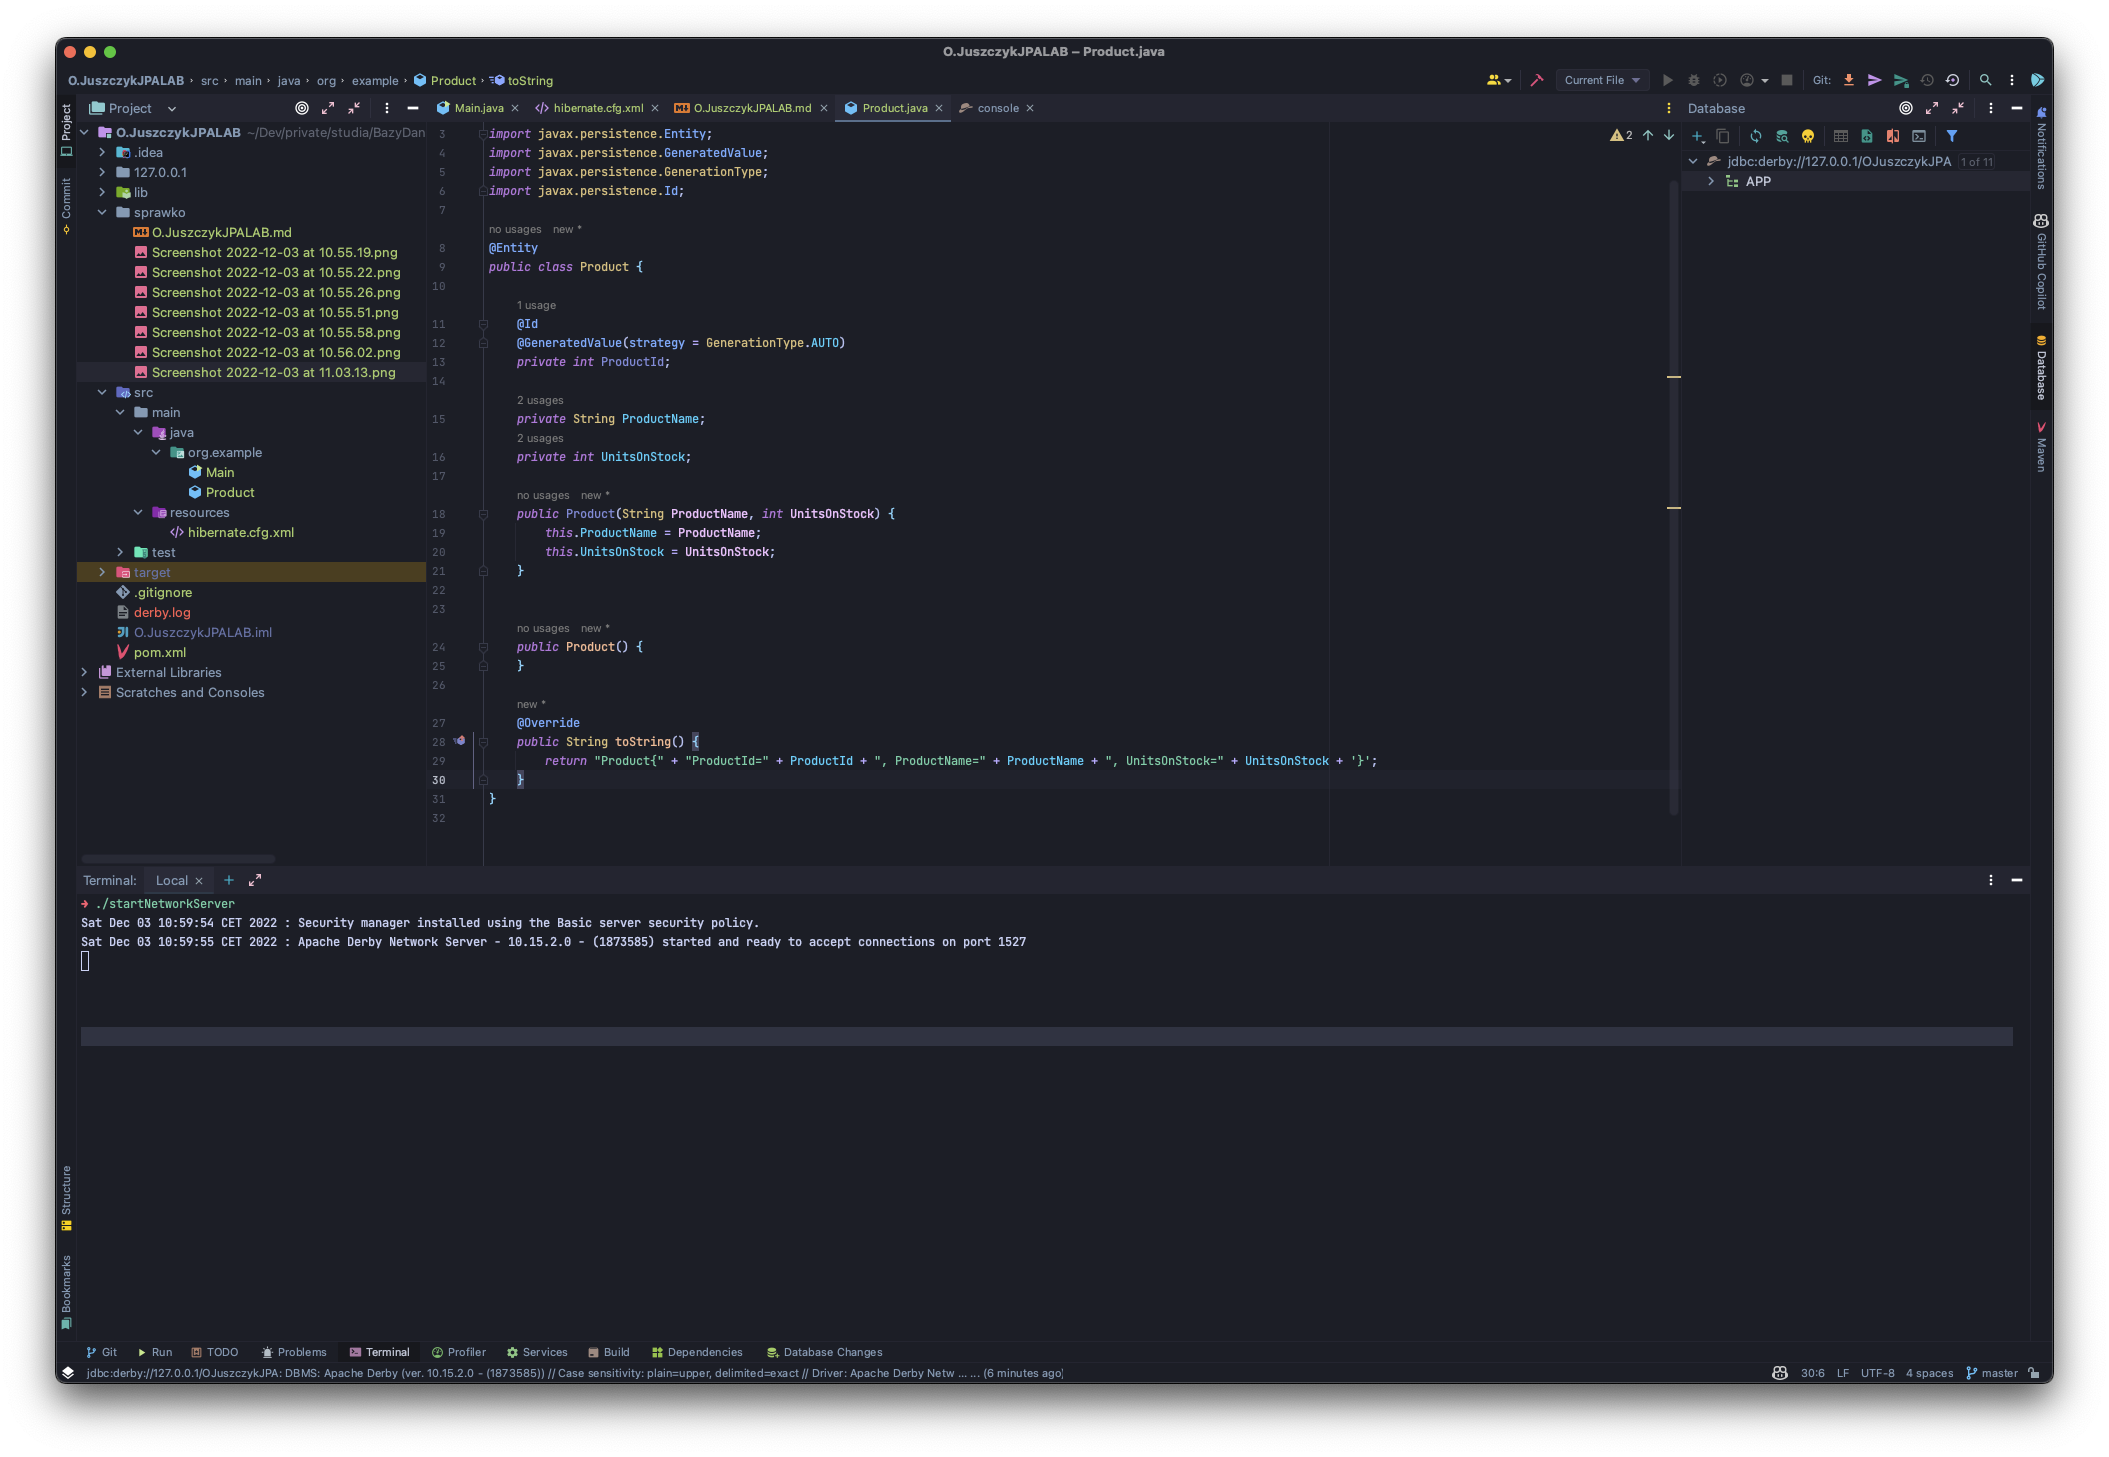 O.JuszczykJPALAB – Product.java
O.JuszczykJPALAB › src › main › java › org › example › Product › toString
Current File
Git:
Project
Main.java
hibernate.cfg.xml
O.JuszczykJPALAB.md
Product.java
console
Database
Project
Commit
Structure
Bookmarks
O.JuszczykJPALAB ~/Dev/private/studia/BazyDan
.idea
127.0.0.1
lib
sprawko
O.JuszczykJPALAB.md
Screenshot 2022-12-03 at 10.55.19.png
Screenshot 2022-12-03 at 10.55.22.png
Screenshot 2022-12-03 at 10.55.26.png
Screenshot 2022-12-03 at 10.55.51.png
Screenshot 2022-12-03 at 10.55.58.png
Screenshot 2022-12-03 at 10.56.02.png
Screenshot 2022-12-03 at 11.03.13.png
src
main
java
org.example
Main
Product
resources
hibernate.cfg.xml
test
target
.gitignore
derby.log
O.JuszczykJPALAB.iml
pom.xml
External Libraries
Scratches and Consoles
3 import javax.persistence.Entity;
4 import javax.persistence.GeneratedValue;
5 import javax.persistence.GenerationType;
6 import javax.persistence.Id;
7
no usages new *
8 @Entity
9 public class Product {
10
1 usage
11 @Id
12 @GeneratedValue(strategy = GenerationType.AUTO)
13 private int ProductId;
14
2 usages
15 private String ProductName;
2 usages
16 private int UnitsOnStock;
17
no usages new *
18 public Product(String ProductName, int UnitsOnStock) {
19 this.ProductName = ProductName;
20 this.UnitsOnStock = UnitsOnStock;
21 }
22
23
no usages new *
24 public Product() {
25 }
26
new *
27 @Override
28 public String toString() {
29 return "Product{" + "ProductId=" + ProductId + ", ProductName=" + ProductName + ", UnitsOnStock=" + UnitsOnStock + '}';
30 }
31 }
32
2
jdbc:derby://127.0.0.1/OJuszczykJPA 1 of 11
APP
Notifications
GitHub Copilot
Database
Maven
Terminal: Local
./startNetworkServer
Sat Dec 03 10:59:54 CET 2022 : Security manager installed using the Basic server security policy.
Sat Dec 03 10:59:55 CET 2022 : Apache Derby Network Server - 10.15.2.0 - (1873585) started and ready to accept connections on port 1527
Git Run TODO Problems Terminal Profiler Services Build Dependencies Database Changes
jdbc:derby://127.0.0.1/OJuszczykJPA: DBMS: Apache Derby (ver. 10.15.2.0 - (1873585)) // Case sensitivity: plain=upper, delimited=exact // Driver: Apache Derby Netw ... ... (6 minutes ago)
30:6 LF UTF-8 4 spaces master